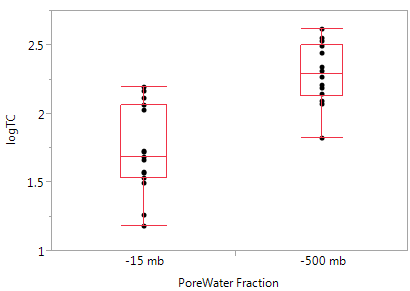 2.5
2
1.5
1
logTC
-15 mb
-500 mb
PoreWater Fraction